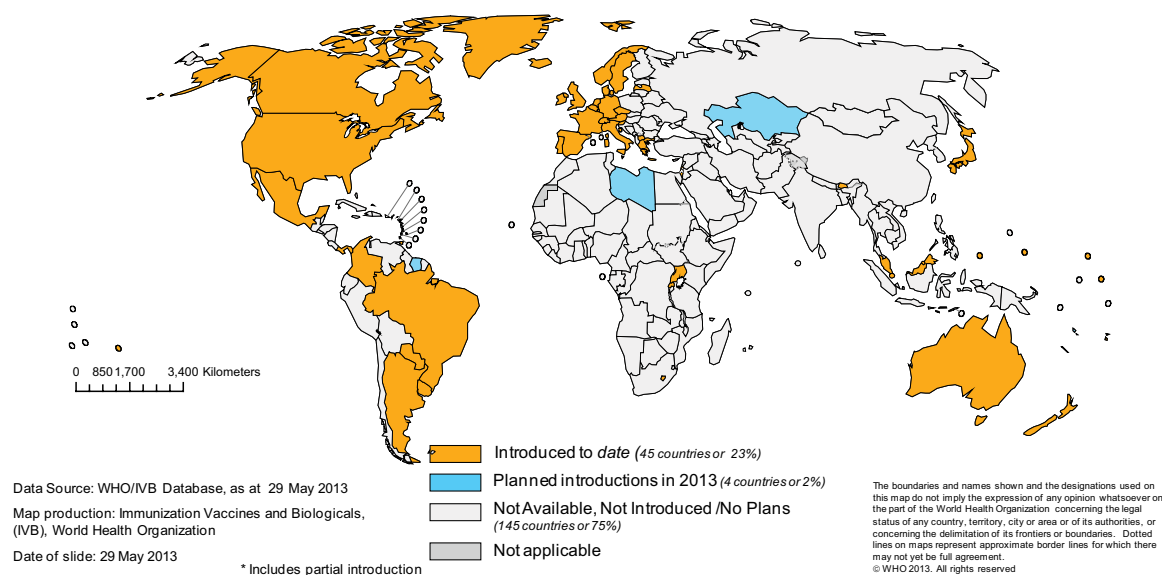 0 850 1,700 3,400 Kilometers
Introduced to date (45 countries or 23%)
Planned introductions in 2013 (4 countries or 2%)
Not Available, Not Introduced /No Plans
(145 countries or 75%)
Not applicable
Data Source: WHO/IVB Database, as at 29 May 2013
Map production: Immunization Vaccines and Biologicals,
(IVB), World Health Organization
Date of slide: 29 May 2013
* Includes partial introduction
The boundaries and names shown and the designations used on
this map do not imply the expression of any opinion whatsoever on
the part of the World Health Organization concerning the legal
status of any country, territory, city or area or of its authorities, or
concerning the delimitation of its frontiers or boundaries. Dotted
lines on maps represent approximate border lines for which there
may not yet be full agreement.
© WHO 2013. All rights reserved